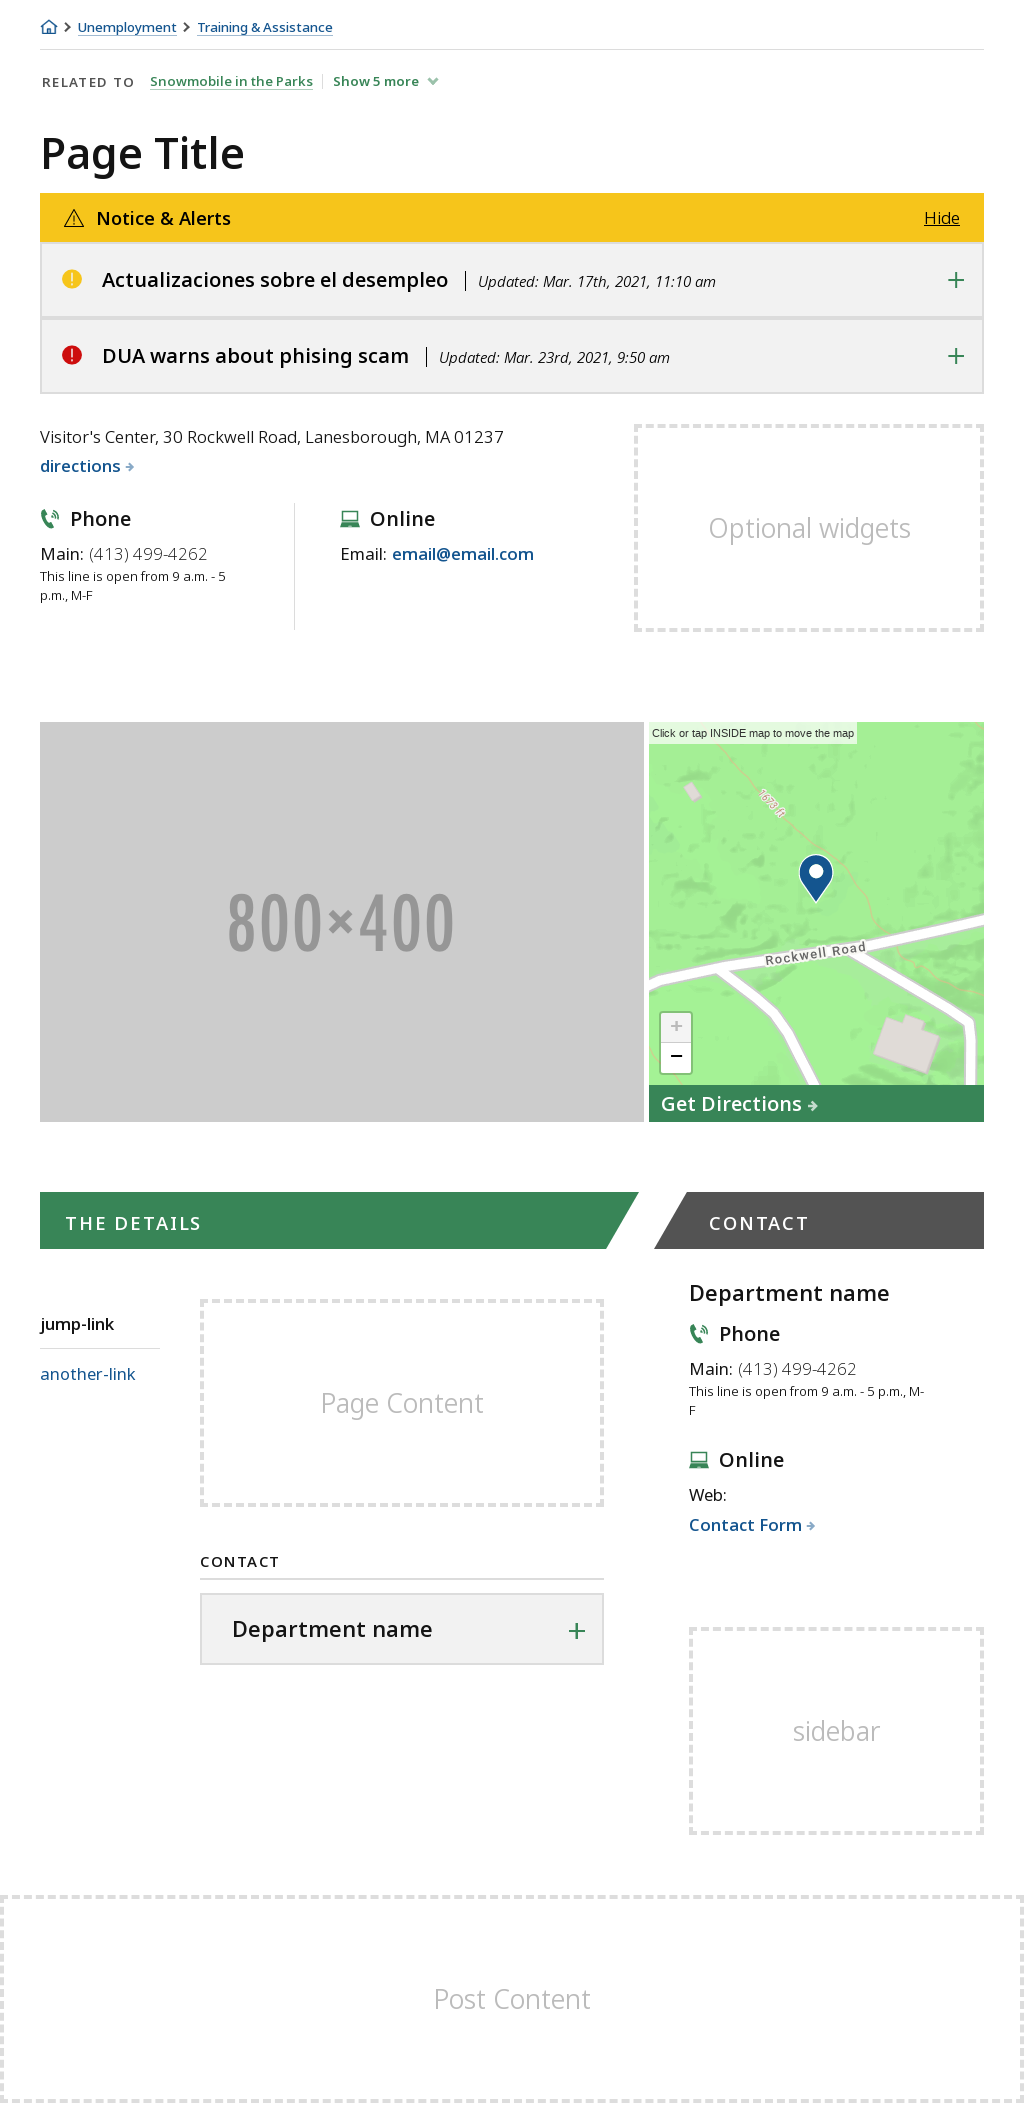 Unemployment Training & Assistance
RELATED TO Snowmobile in the Parks Show 5 more
Page Title
Notice & Alerts Hide
Actualizaciones sobre el desempleo Updated: Mar. 17th, 2021, 11:10 am
DUA warns about phising scam Updated: Mar. 23rd, 2021, 9:50 am
Visitor's Center, 30 Rockwell Road, Lanesborough, MA 01237
directions
Phone
Main: (413) 499-4262
This line is open from 9 a.m. - 5
p.m., M-F
Online
Email: email@email.com
Optional widgets
800×400
Click or tap INSIDE map to move the map
1673 ft
Rockwell Road
+
−
Get Directions
THE DETAILS
jump-link
another-link
Page Content
CONTACT
Department name
CONTACT
Department name
Phone
Main: (413) 499-4262
This line is open from 9 a.m. - 5 p.m., M-
F
Online
Web:
Contact Form
sidebar
Post Content